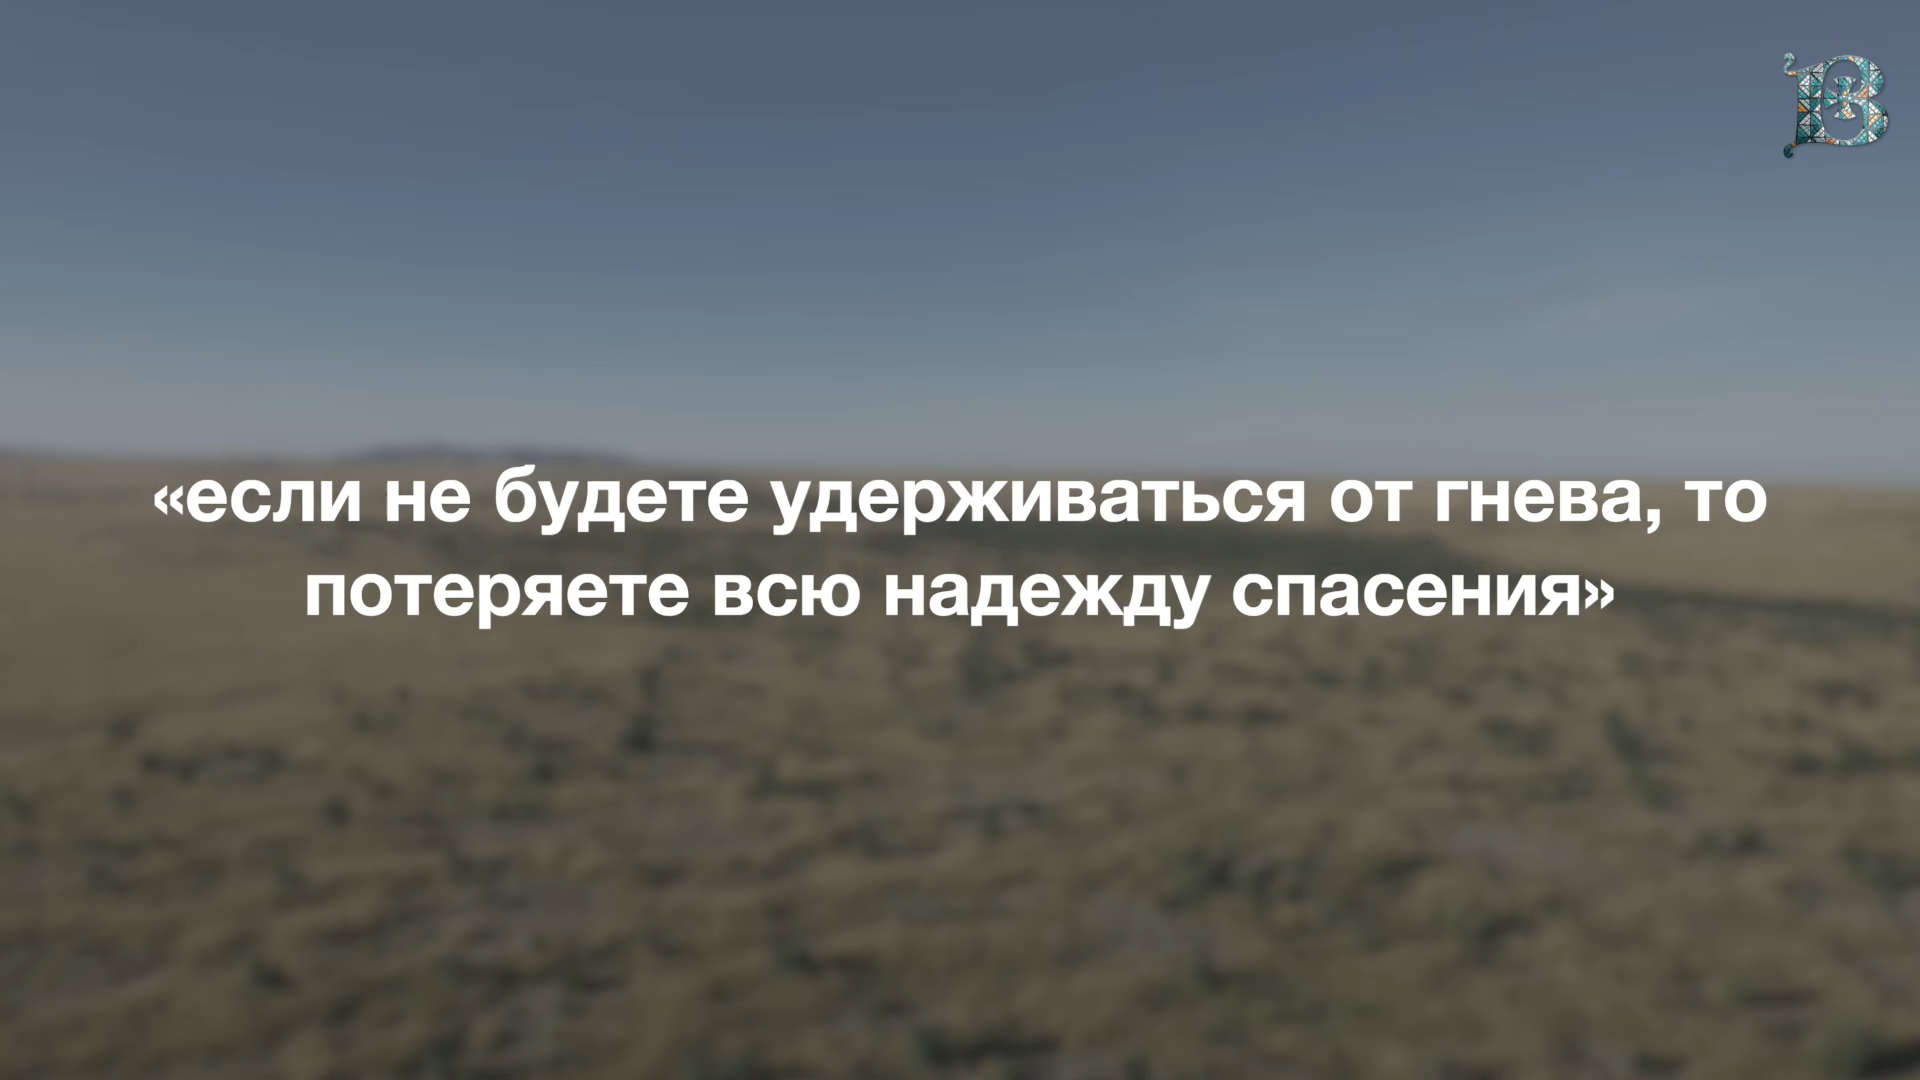 «если не будете удерживаться от гнева, то
потеряете всю надежду спасения»